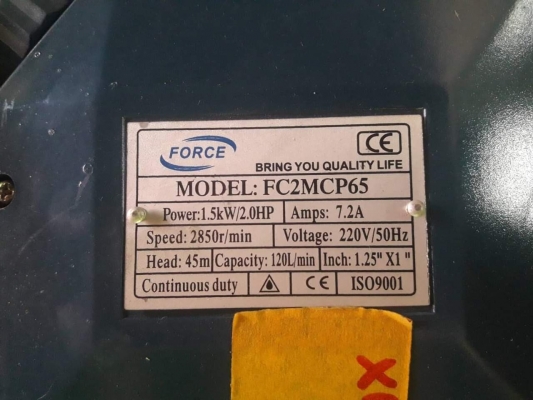 FORCE
CE
BRING YOU QUALITY LIFE
MODEL: FC2MCP65
Power:1.5kW/2.0HP Amps: 7.2A
Speed: 2850r/min Voltage: 220V/50Hz
Head: 45m Capacity: 120L/min Inch: 1.25" X1"
Continuous duty CE ISO9001
X